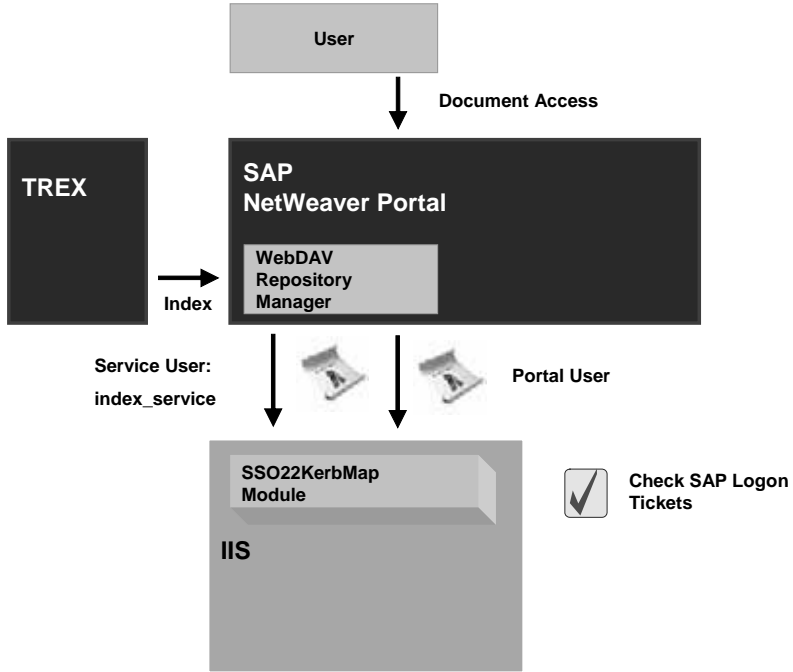 User
Document Access
TREX
SAP
NetWeaver Portal
WebDAV
Repository
Manager
Index
Service User:
index_service
Portal User
SSO22KerbMap
Module
IIS
Check SAP Logon
Tickets